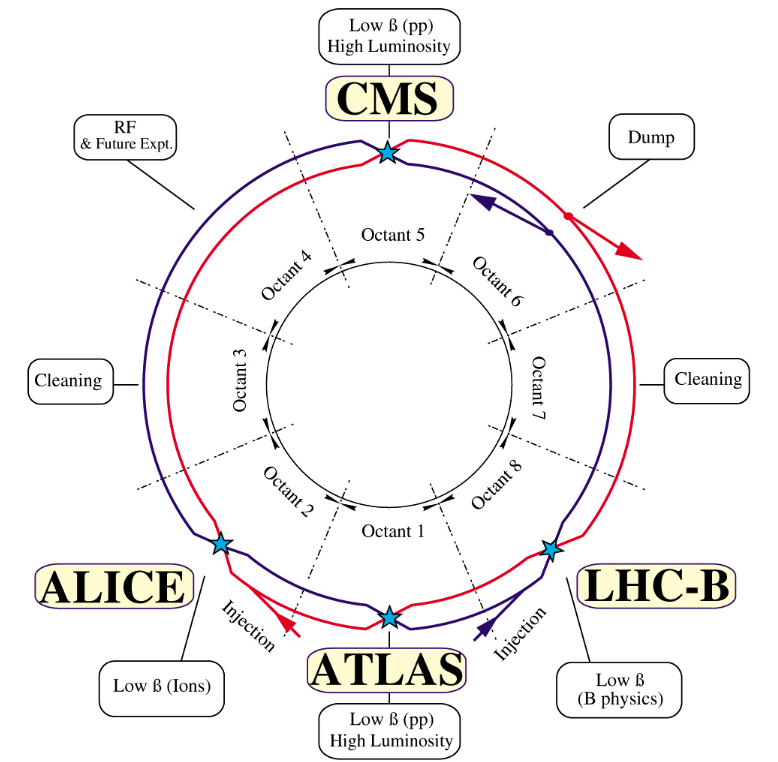 Low ß (pp)
High Luminosity
CMS
RF
& Future Expt.
Dump
Octant 5
Octant 4
Octant 6
Cleaning
Octant 3
Octant 7
Cleaning
Octant 2
Octant 8
Octant 1
ALICE
LHC-B
Injection
Injection
ATLAS
Low ß (Ions)
Low ß
(B physics)
Low ß (pp)
High Luminosity